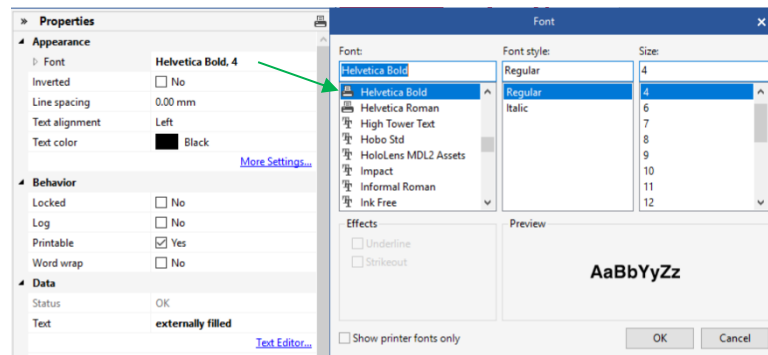 » Properties
Appearance
Font Helvetica Bold, 4
Inverted No
Line spacing 0.00 mm
Text alignment Left
Text color Black
More Settings...
Behavior
Locked No
Log No
Printable Yes
Word wrap No
Data
Status OK
Text externally filled
Text Editor...
Font
Font: Font style: Size:
Helvetica Bold Regular 4
Helvetica Bold Regular 4
Helvetica Roman Italic 6
High Tower Text 7
Hobo Std 8
HoloLens MDL2 Assets 9
Impact 10
Informal Roman 11
Ink Free 12
Effects Preview
Underline
Strikeout
AaBbYyZz
Show printer fonts only OK Cancel